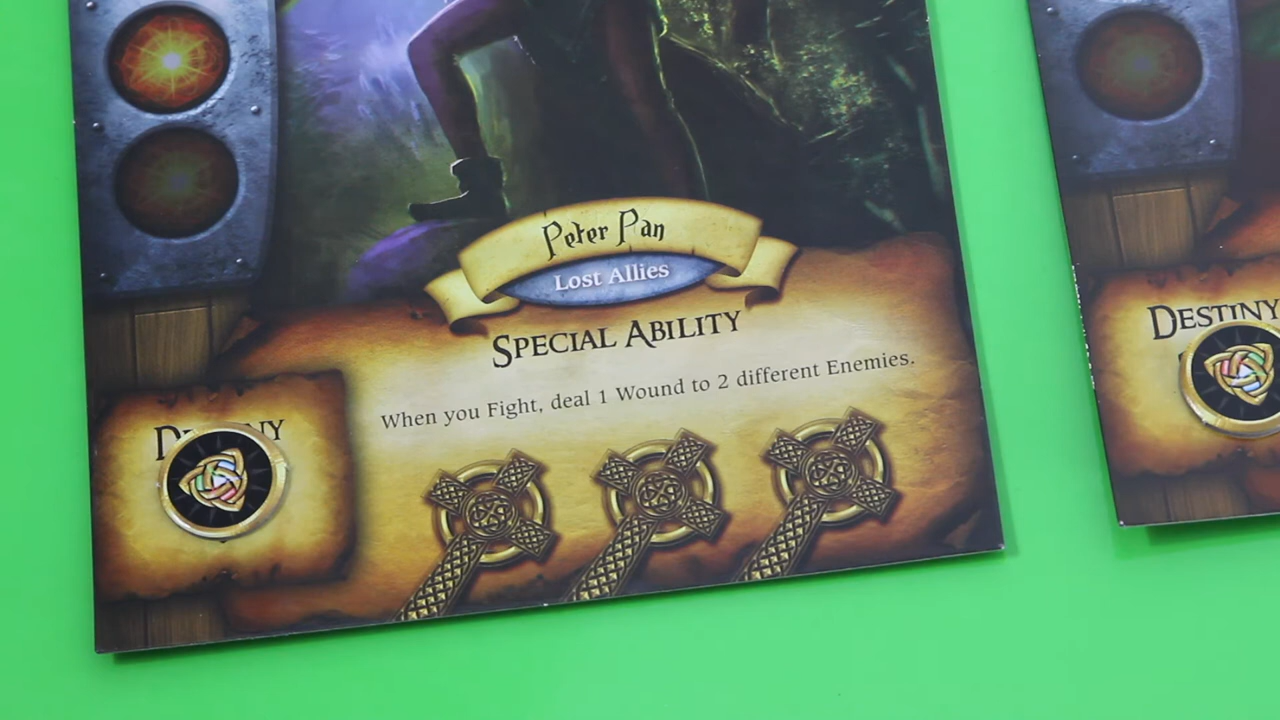 Peter Pan
Lost Allies
SPECIAL ABILITY
When you Fight, deal 1 Wound to 2 different Enemies.
DESTINY